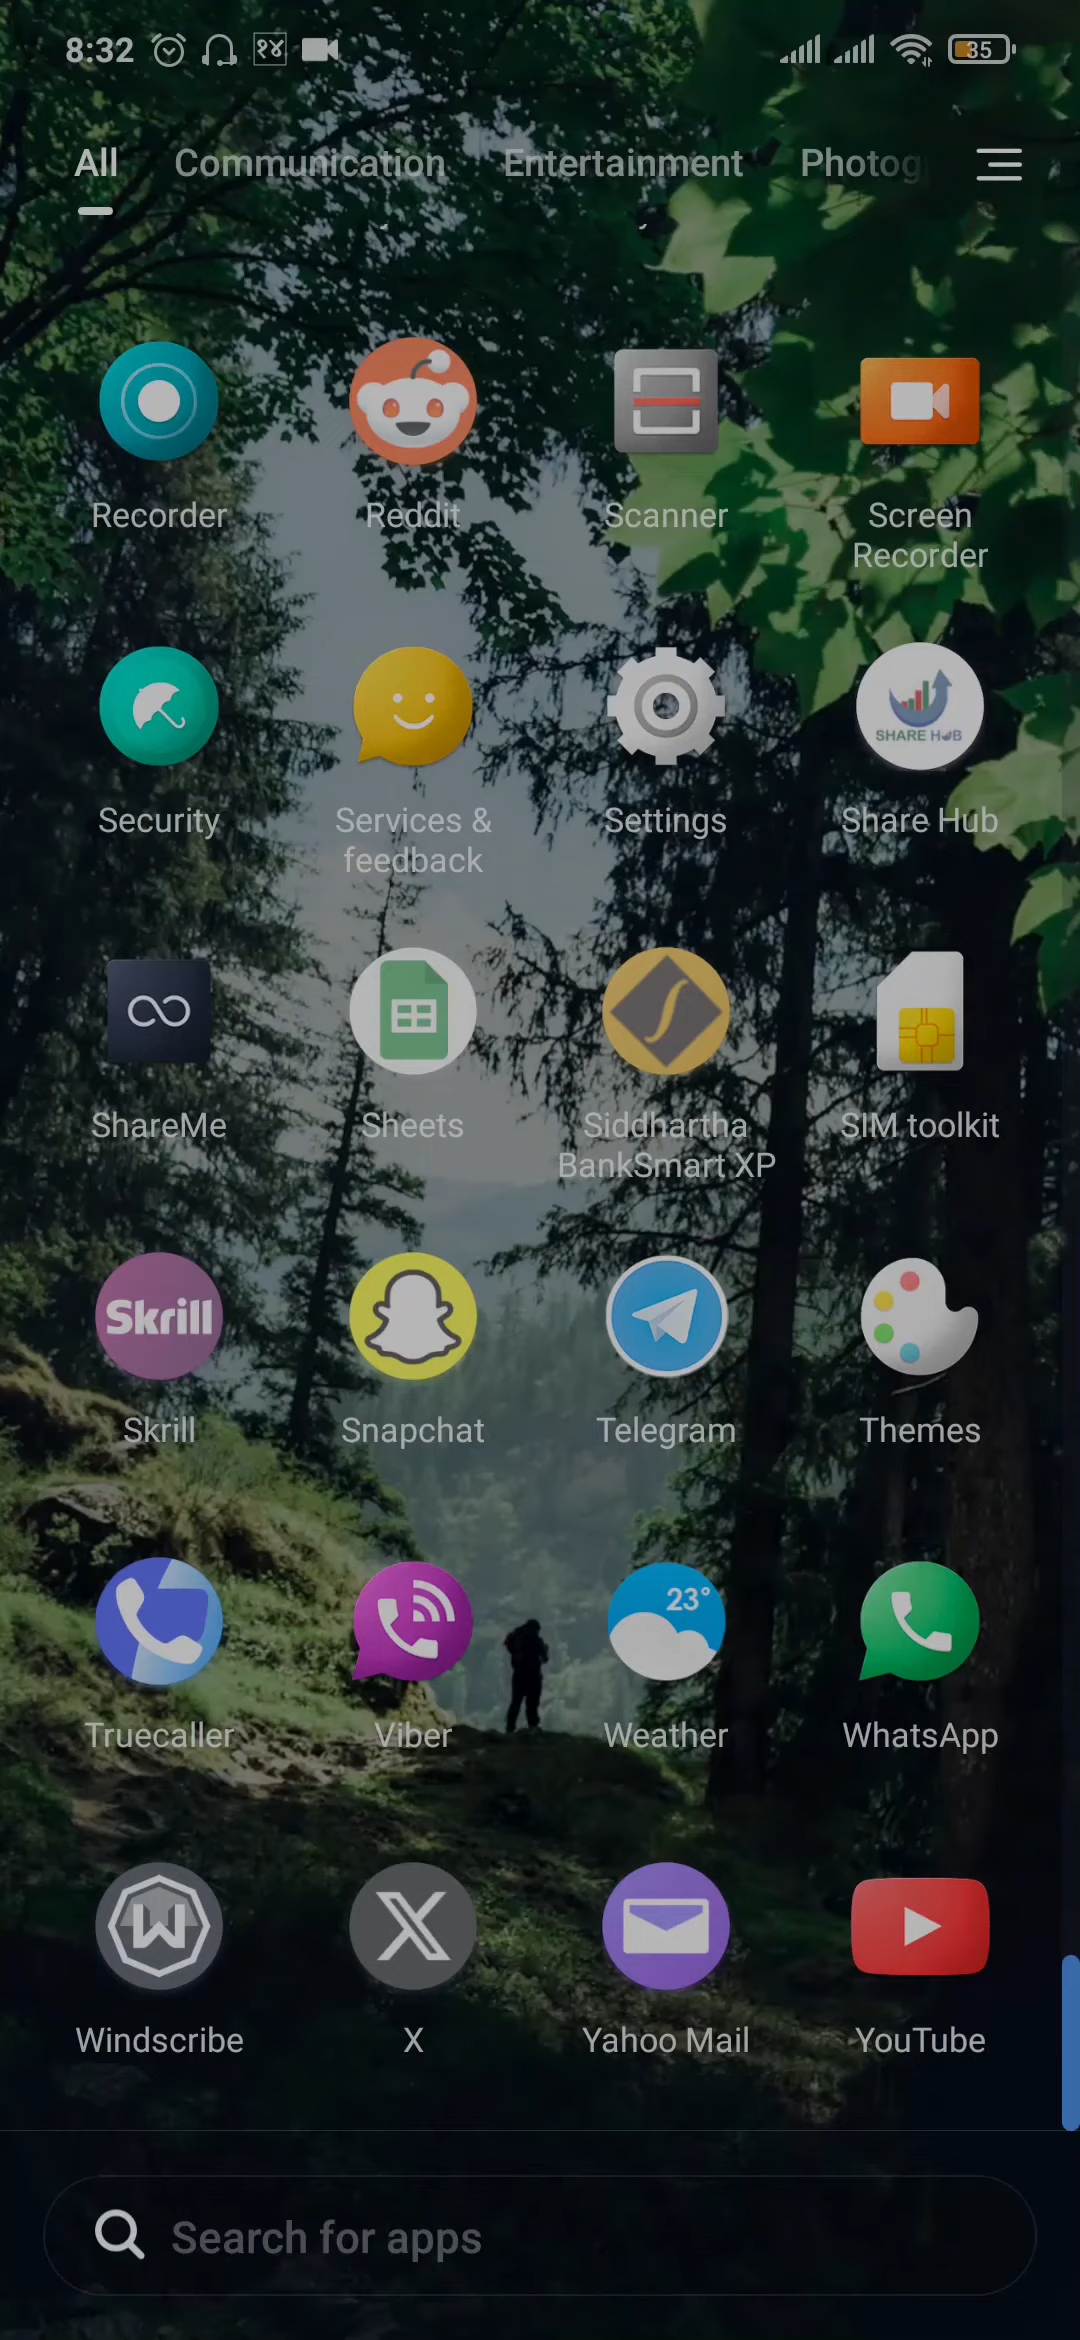 8:32 १४ 35
All Communication Entertainment Photog
Recorder Reddit Scanner Screen Recorder
SHARE HUB
Security Services & feedback Settings Share Hub
ShareMe Sheets Siddhartha BankSmart XP SIM toolkit
Skrill
Skrill Snapchat Telegram Themes
23°
Truecaller Viber Weather WhatsApp
W X
Windscribe X Yahoo Mail YouTube
Search for apps